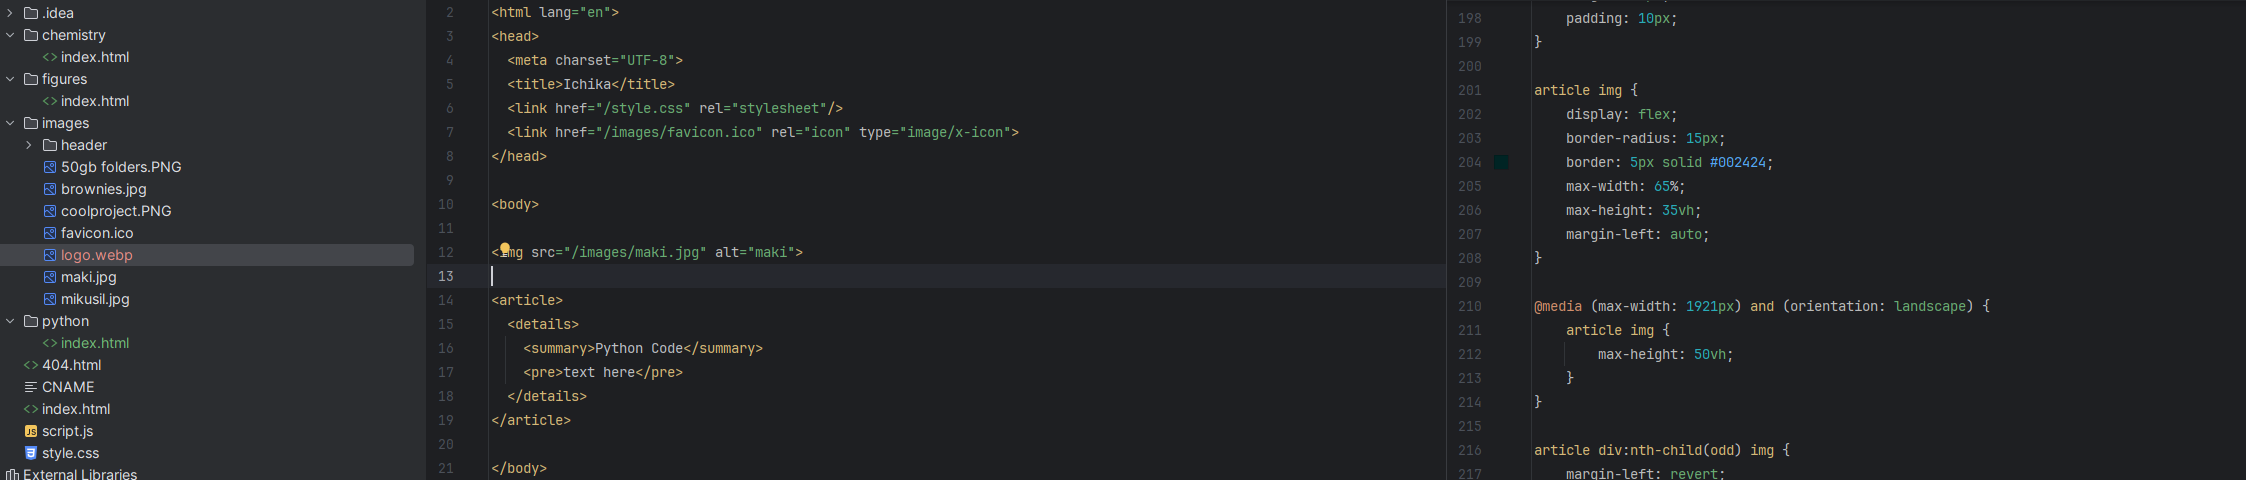 .idea
chemistry
index.html
figures
index.html
images
header
50gb folders.PNG
brownies.jpg
coolproject.PNG
favicon.ico
logo.webp
maki.jpg
mikusil.jpg
python
index.html
404.html
CNAME
index.html
JS script.js
style.css
External Libraries
2 <html lang="en">
3 <head>
4 <meta charset="UTF-8">
5 <title>Ichika</title>
6 <link href="/style.css" rel="stylesheet"/>
7 <link href="/images/favicon.ico" rel="icon" type="image/x-icon">
8 </head>
9
10 <body>
11
12 <img src="/images/maki.jpg" alt="maki">
13
14 <article>
15 <details>
16 <summary>Python Code</summary>
17 <pre>text here</pre>
18 </details>
19 </article>
20
21 </body>
198 padding: 10px;
199 }
200
201 article img {
202 display: flex;
203 border-radius: 15px;
204 border: 5px solid #002424;
205 max-width: 65%;
206 max-height: 35vh;
207 margin-left: auto;
208 }
209
210 @media (max-width: 1921px) and (orientation: landscape) {
211 article img {
212 max-height: 50vh;
213 }
214 }
215
216 article div:nth-child(odd) img {
217 margin-left: revert;